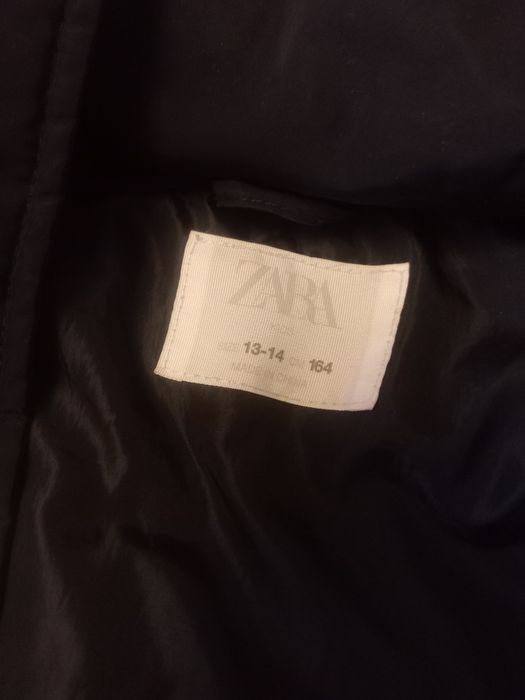 ZARA
KIDS
SIZE 13-14 CM 164
MADE IN CHINA